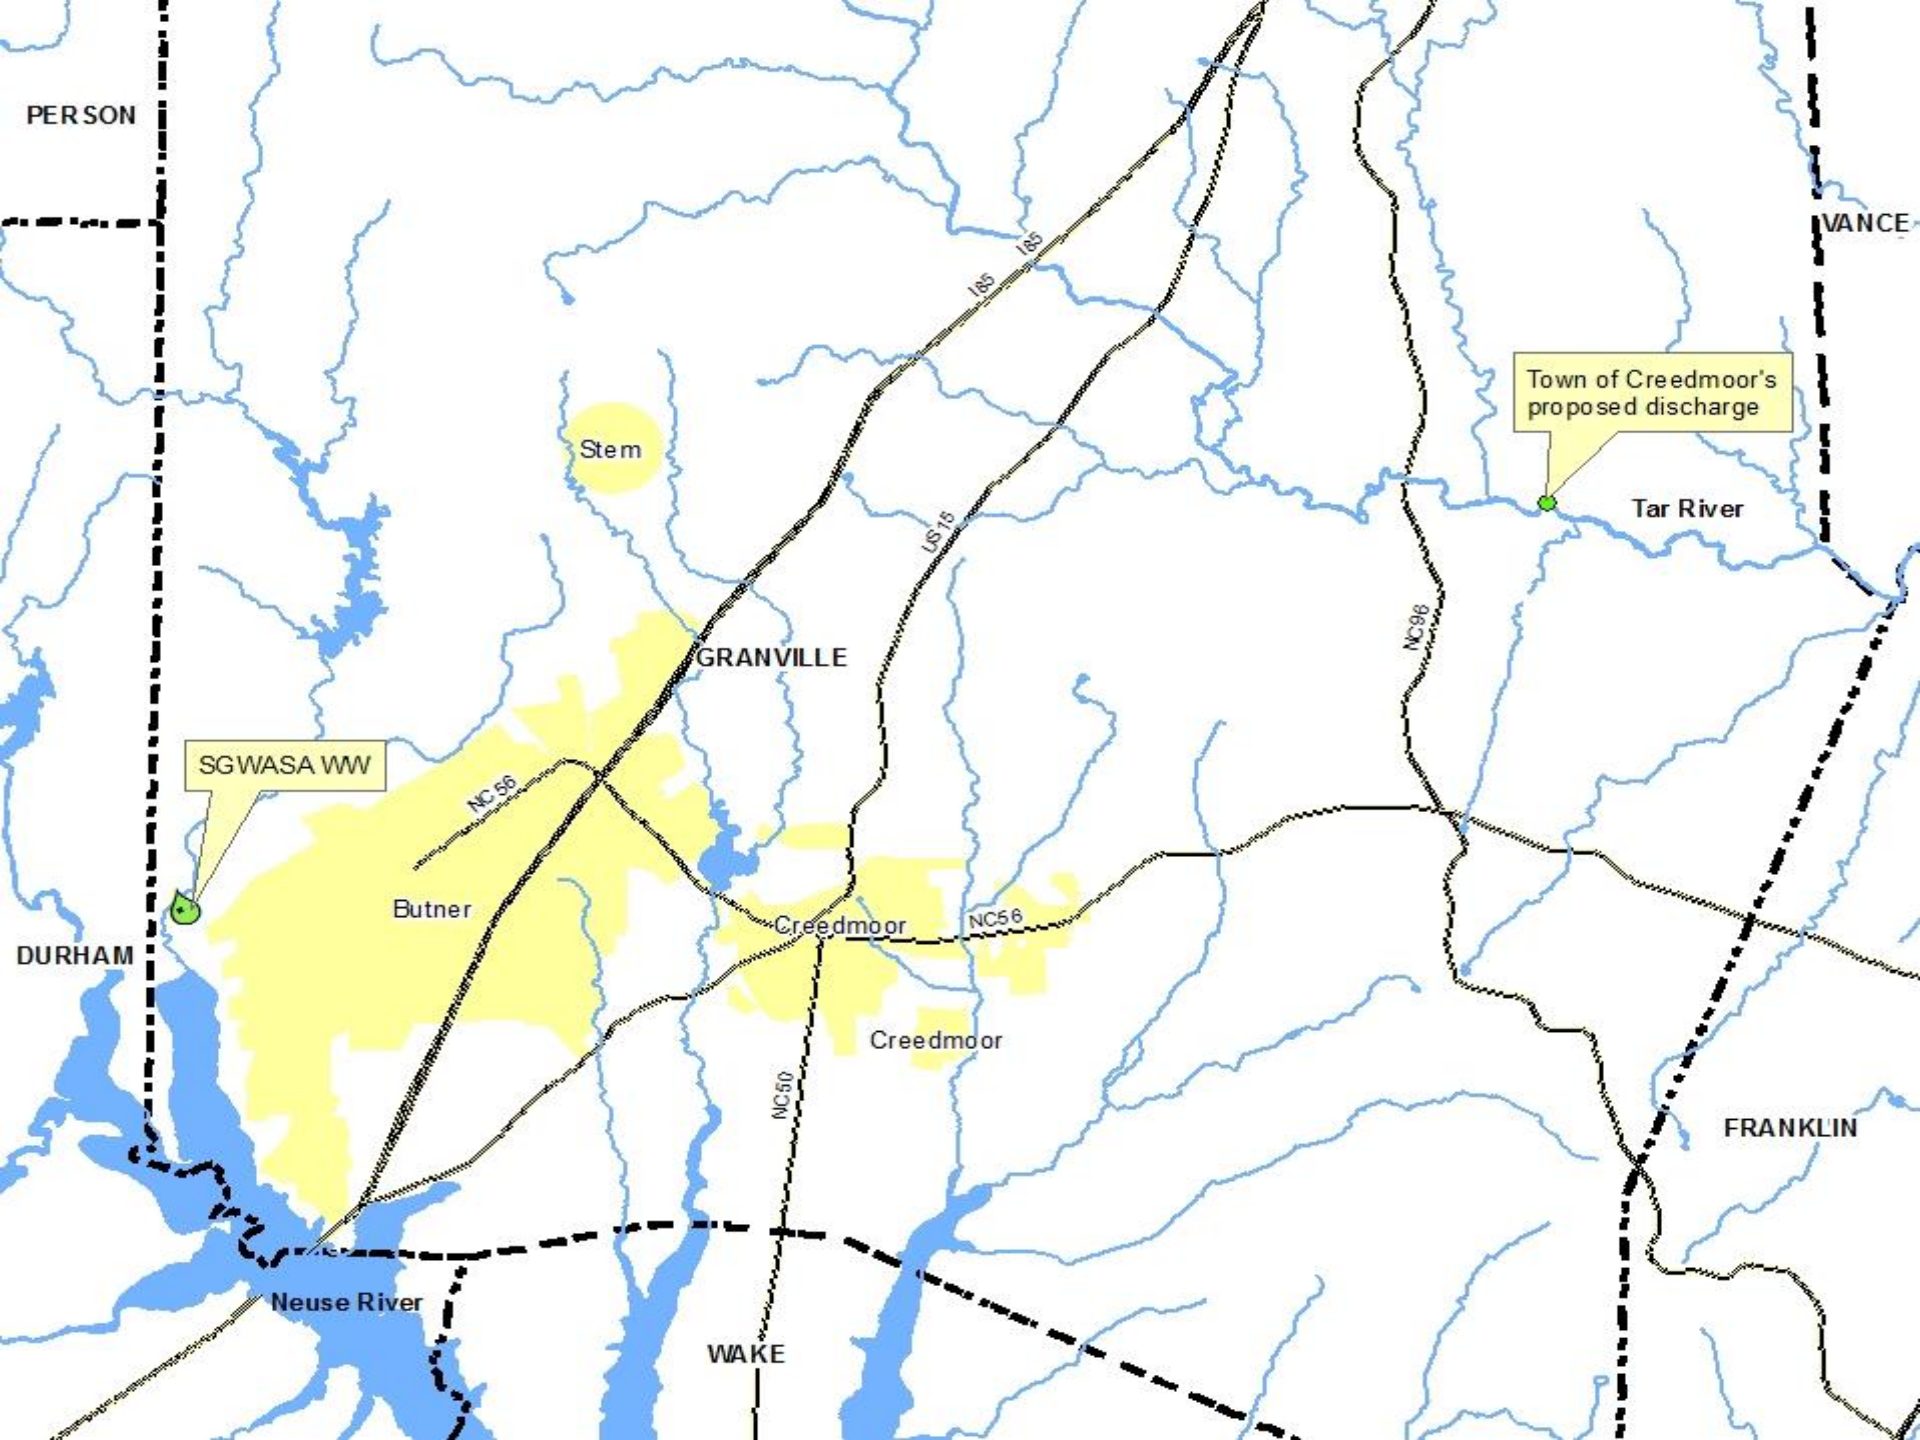 PERSON
VANCE
I85
I85
Town of Creedmoor's
proposed discharge
Stem
Tar River
US15
NC96
GRANVILLE
SGWASA WW
NC 56
Butner
Creedmoor
NC56
DURHAM
Creedmoor
NC50
FRANKLIN
Neuse River
WAKE